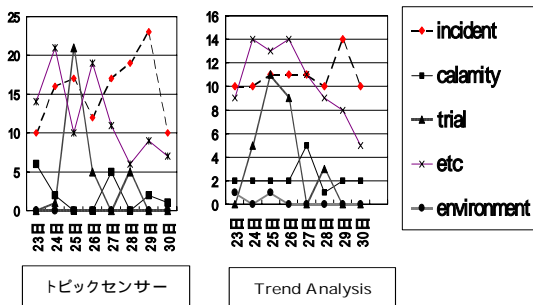 25
20
15
10
5
0
23日
24日
25日
26日
27日
28日
29日
30日
トピックセンサー
16
14
12
10
8
6
4
2
0
23日
24日
25日
26日
27日
28日
29日
30日
Trend Analysis
incident
calamity
trial
etc
environment